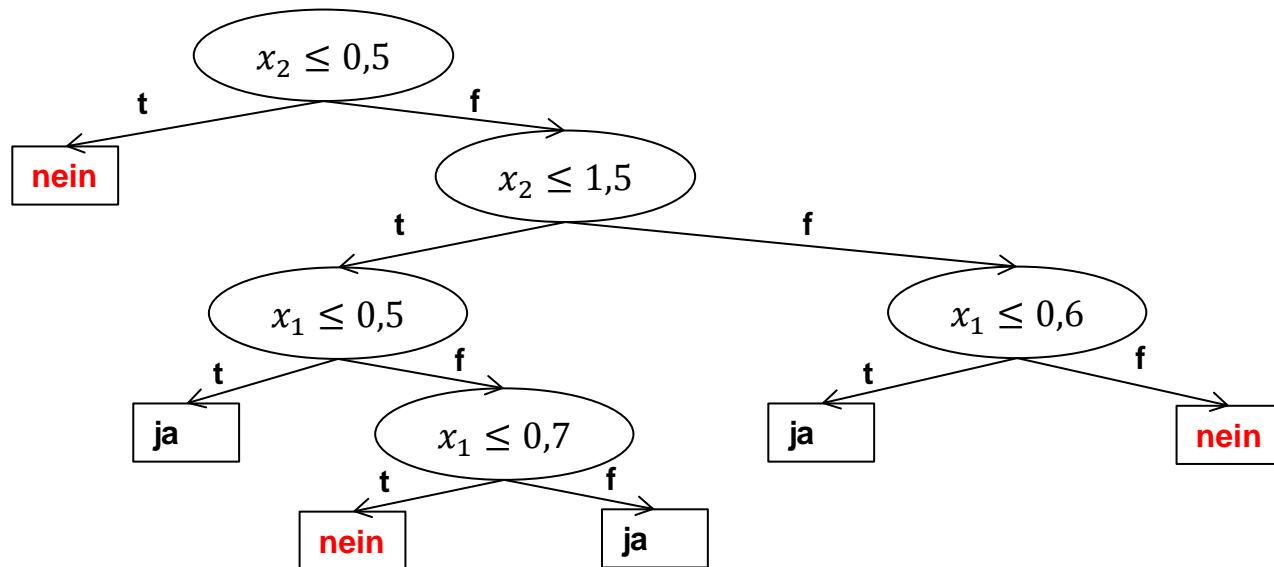 x₂ ≤ 0,5
t
f
nein
x₂ ≤ 1,5
t
f
x₁ ≤ 0,5
x₁ ≤ 0,6
t
f
t
f
ja
x₁ ≤ 0,7
ja
nein
t
f
nein
ja